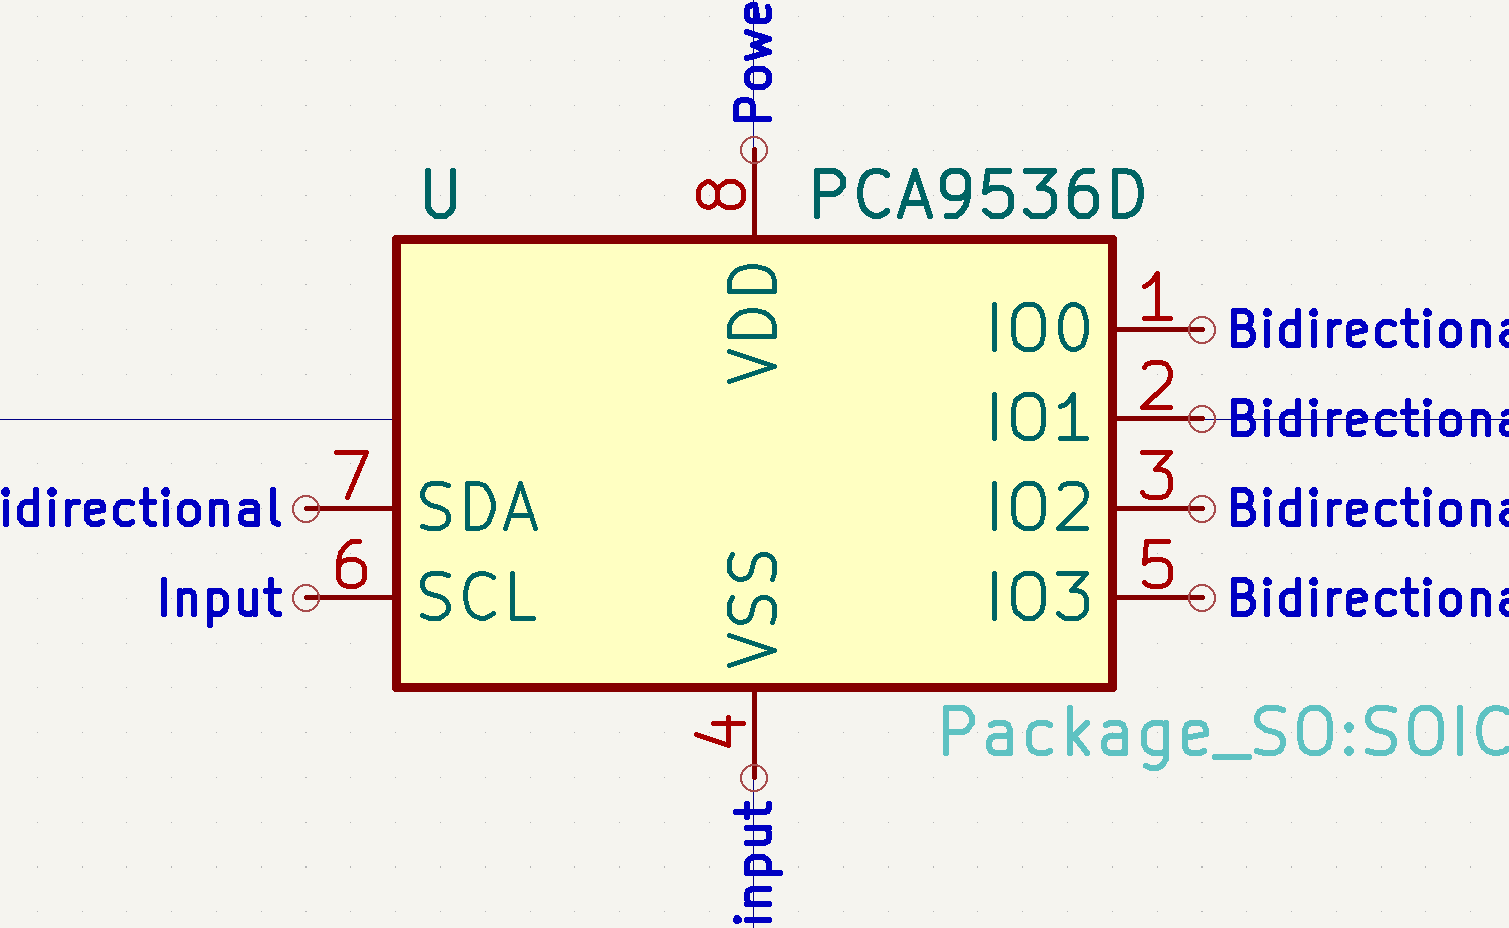 Powe
U
8
PCA9536D
VDD
1
IO0
Bidirectiona
2
IO1
Bidirectiona
7
SDA
idirectional
3
IO2
Bidirectiona
6
SCL
Input
VSS
5
IO3
Bidirectiona
4
Package_SO:SOIC
input